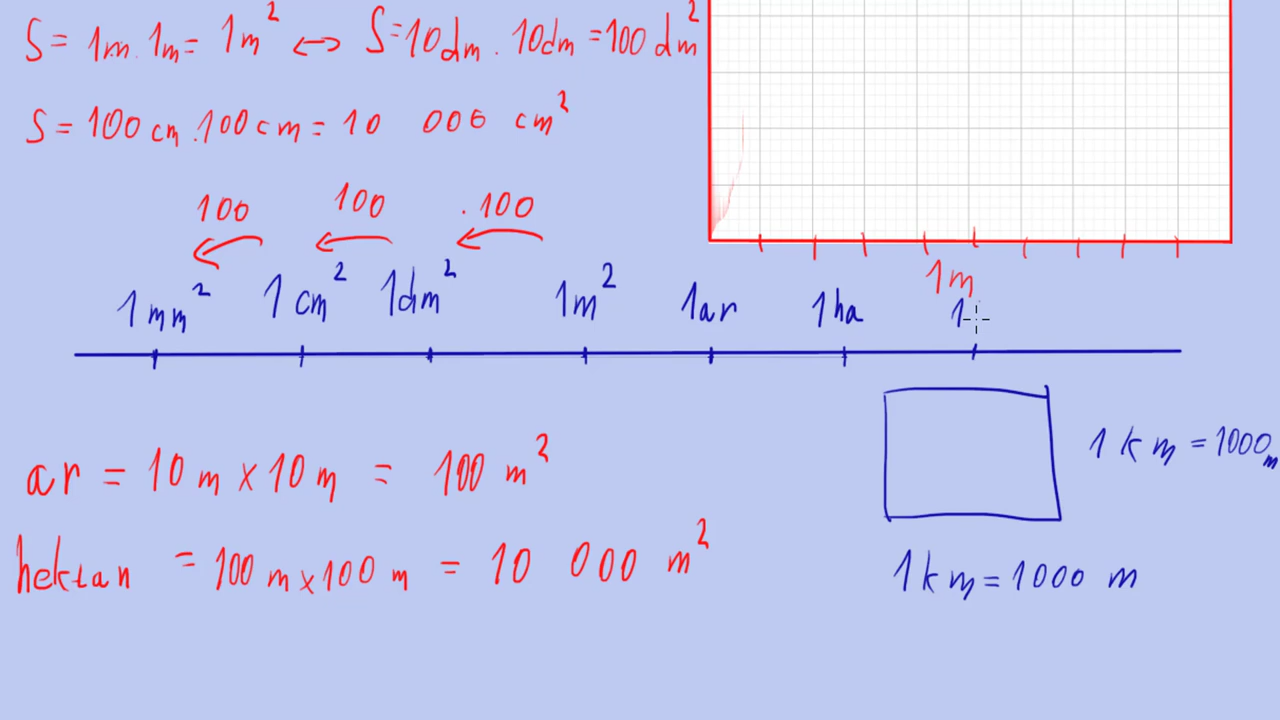 S = 1m . 1m = 1m² ↔ S = 10dm . 10dm = 100 dm²
S = 100 cm . 100 cm = 10 000 cm²
100 100 . 100
1m
1 mm² 1 cm² 1dm² 1m² 1ar 1ha 1
1 km = 1000 m
ar = 10 m x 10 m = 100 m²
hektan = 100 m x 100 m = 10 000 m²
1 km = 1000 m